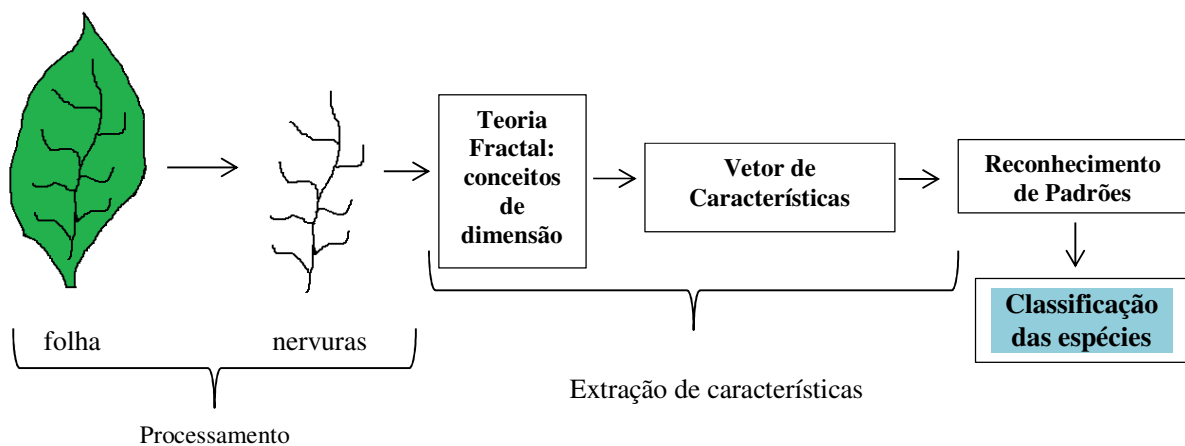 Teoria
Fractal:
conceitos
de
dimensão
Vetor de
Características
Reconhecimento
de Padrões
Classificação
das espécies
folha
nervuras
Extração de características
Processamento